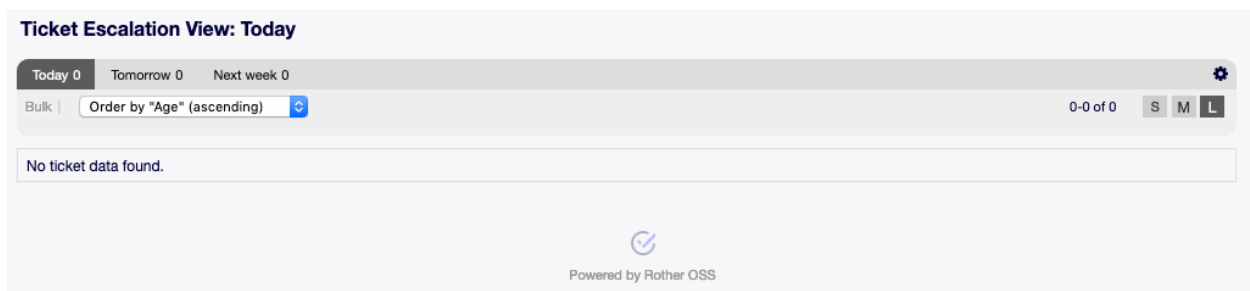 Ticket Escalation View: Today
Today 0 Tomorrow 0 Next week 0
Bulk | Order by "Age" (ascending) 0-0 of 0 S M L
No ticket data found.
Powered by Rother OSS